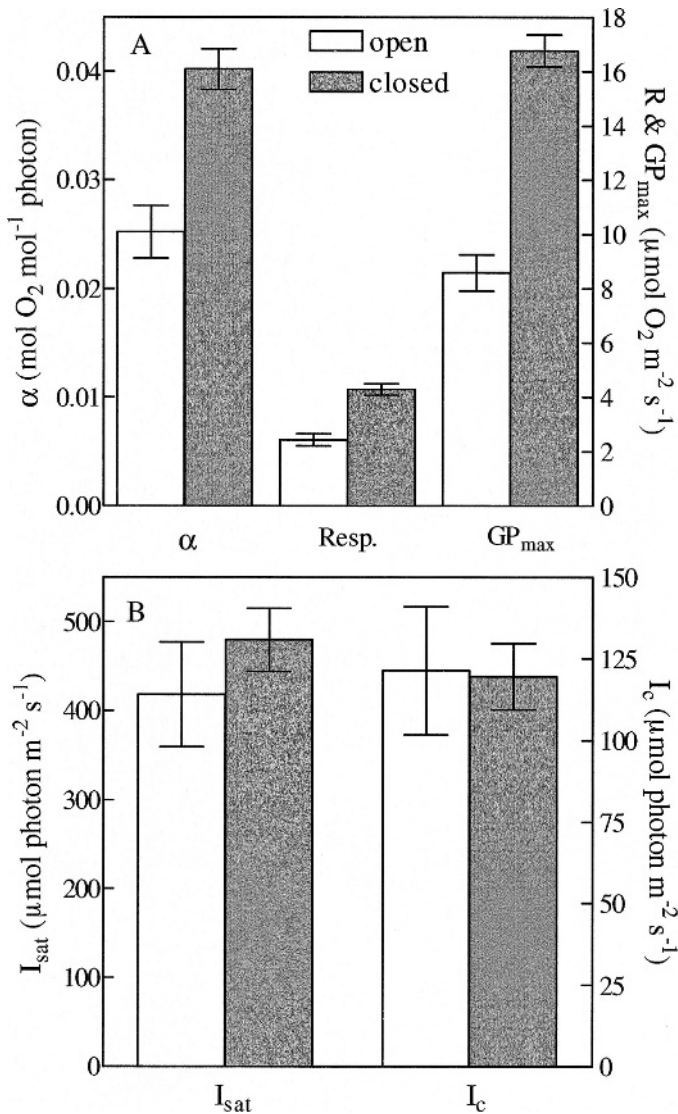 A
open
closed
0.04
0.03
0.02
0.01
0.00
α (mol O₂ mol⁻¹ photon)
18
16
14
12
10
8
6
4
2
0
R & GPmax (μmol O₂ m⁻² s⁻¹)
α Resp. GPmax
B
500
400
300
200
100
0
Isat (μmol photon m⁻² s⁻¹)
150
125
100
75
50
25
0
Ic (μmol photon m⁻² s⁻¹)
Isat Ic